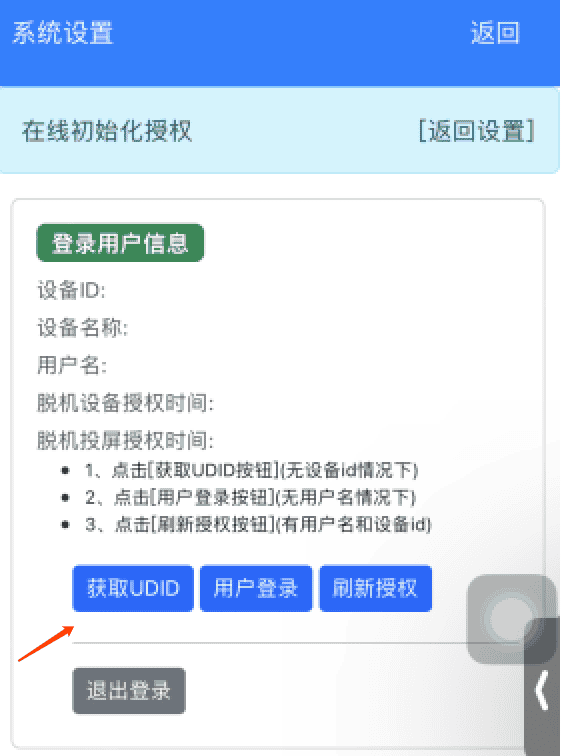 系统设置 返回
在线初始化授权 [返回设置]
登录用户信息
设备ID:
设备名称:
用户名:
脱机设备授权时间:
脱机投屏授权时间:
1、点击[获取UDID按钮](无设备id情况下)
2、点击[用户登录按钮](无用户名情况下)
3、点击[刷新授权按钮](有用户名和设备id)
获取UDID 用户登录 刷新授权
退出登录